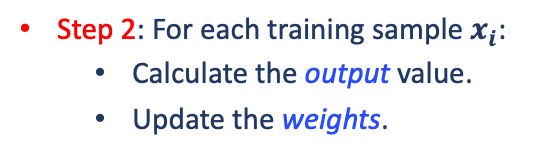 • Step 2: For each training sample xᵢ:
• Calculate the output value.
• Update the weights.